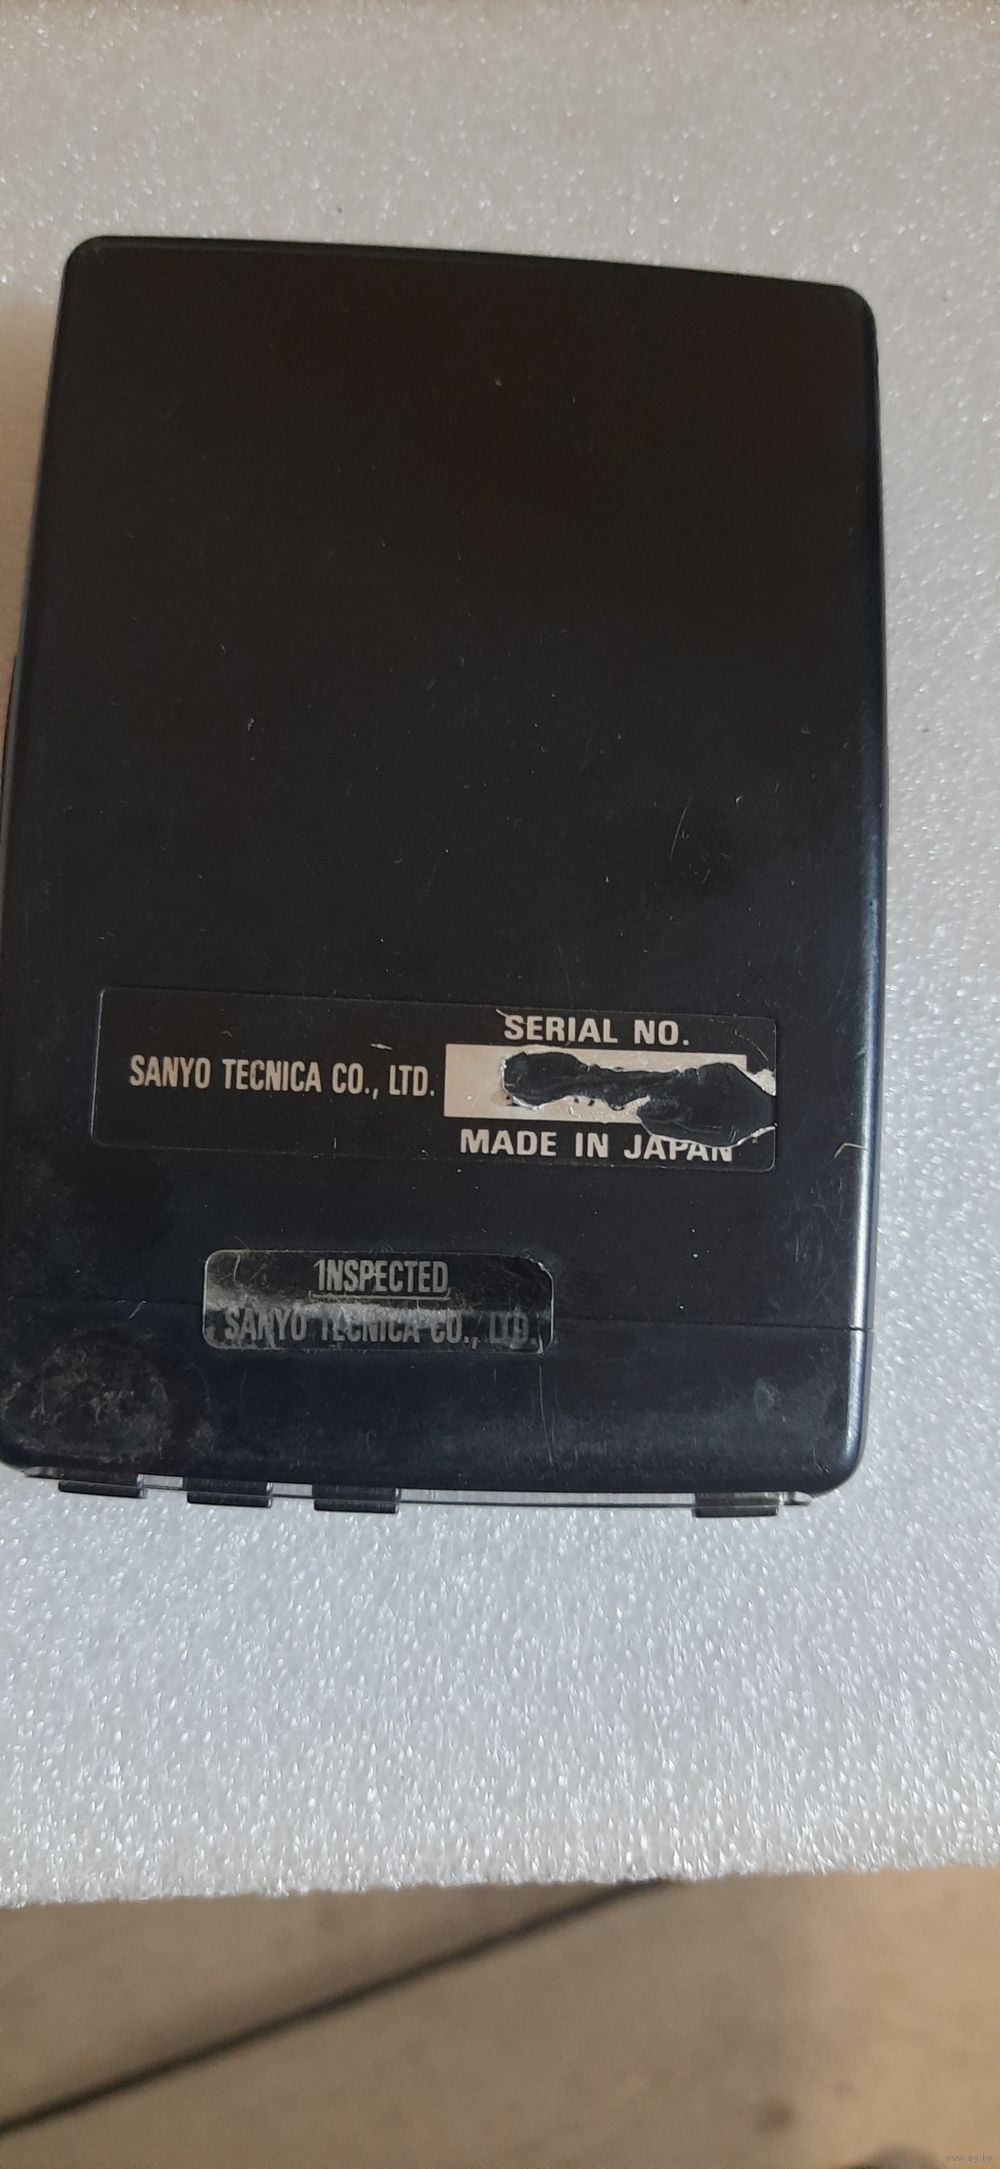 SERIAL NO.
SANYO TECNICA CO., LTD.
MADE IN JAPAN
INSPECTED
SANYO TECNICA CO., LTD.
www.ay.by